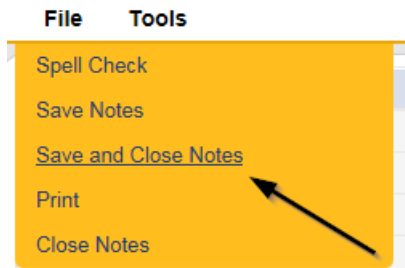 File Tools
Spell Check
Save Notes
Save and Close Notes
Print
Close Notes